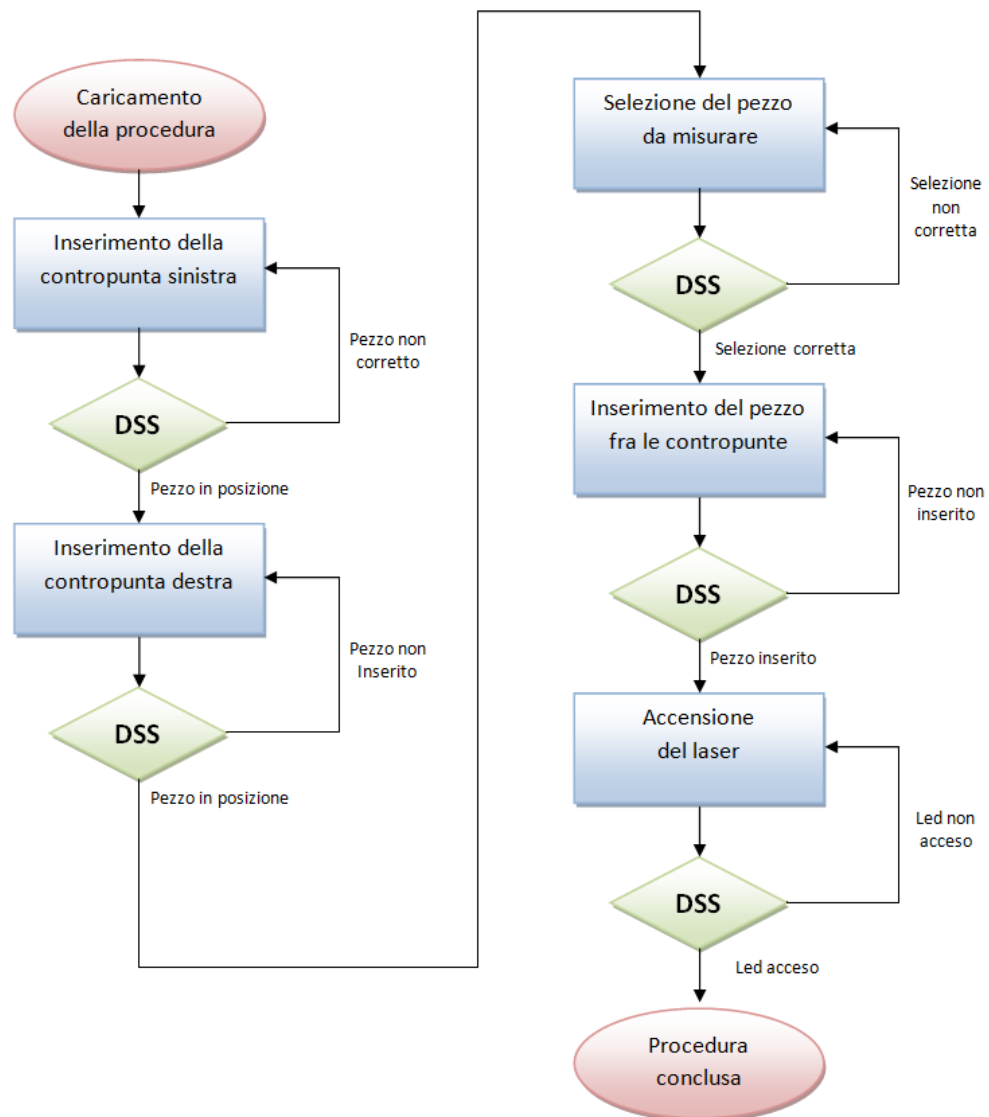 Caricamento
della procedura
Inserimento della
contropunta sinistra
Pezzo non
corretto
DSS
Pezzo in posizione
Inserimento della
contropunta destra
Pezzo non
Inserito
DSS
Pezzo in posizione
Selezione del pezzo
da misurare
Selezione
non
corretta
DSS
Selezione corretta
Inserimento del pezzo
fra le contropunte
Pezzo non
inserito
DSS
Pezzo inserito
Accensione
del laser
Led non
acceso
DSS
Led acceso
Procedura
conclusa